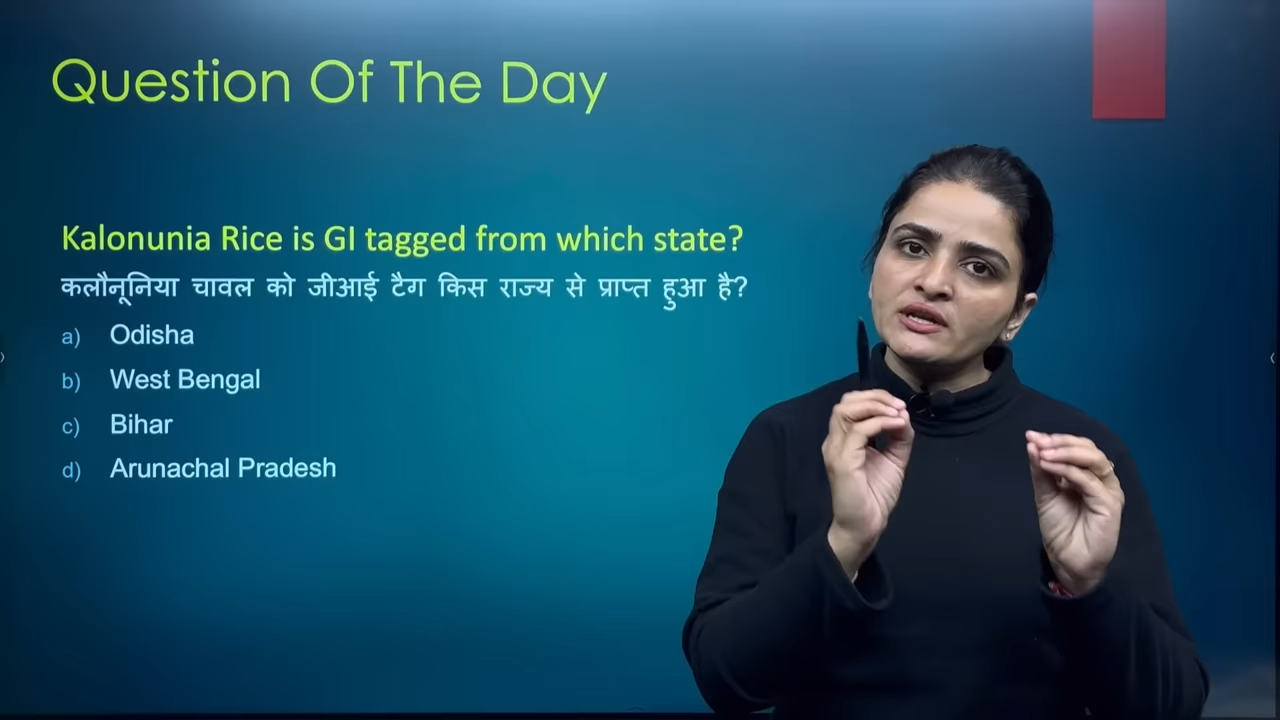 Question Of The Day
Kalonunia Rice is GI tagged from which state?
कलौनूनिया चावल को जीआई टैग किस राज्य से प्राप्त हुआ है?
a) Odisha
b) West Bengal
c) Bihar
d) Arunachal Pradesh